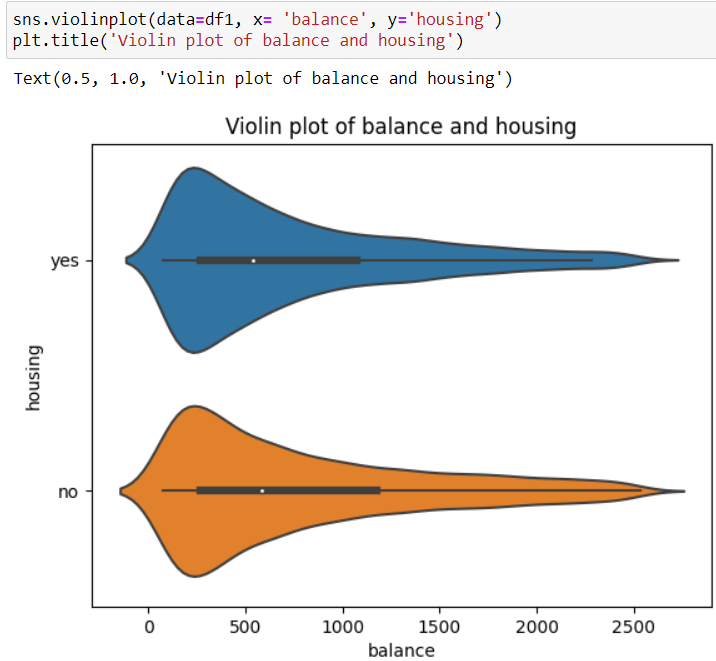 sns.violinplot(data=df1, x= 'balance', y='housing')
plt.title('Violin plot of balance and housing')
Text(0.5, 1.0, 'Violin plot of balance and housing')
Violin plot of balance and housing
yes
housing
no
0 500 1000 1500 2000 2500
balance